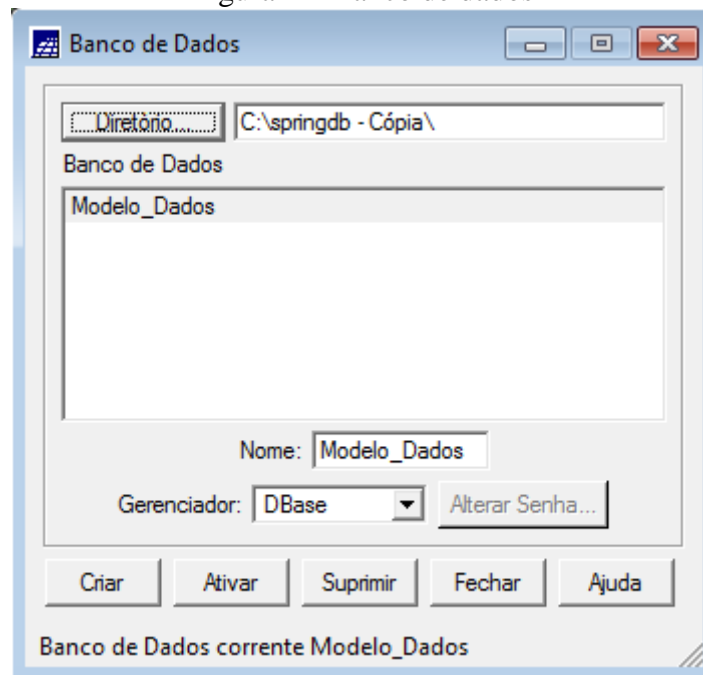 Banco de Dados
Diretório... C:\springdb - Cópia\
Banco de Dados
Modelo_Dados
Nome: Modelo_Dados
Gerenciador: DBase Alterar Senha...
Criar Ativar Suprimir Fechar Ajuda
Banco de Dados corrente Modelo_Dados